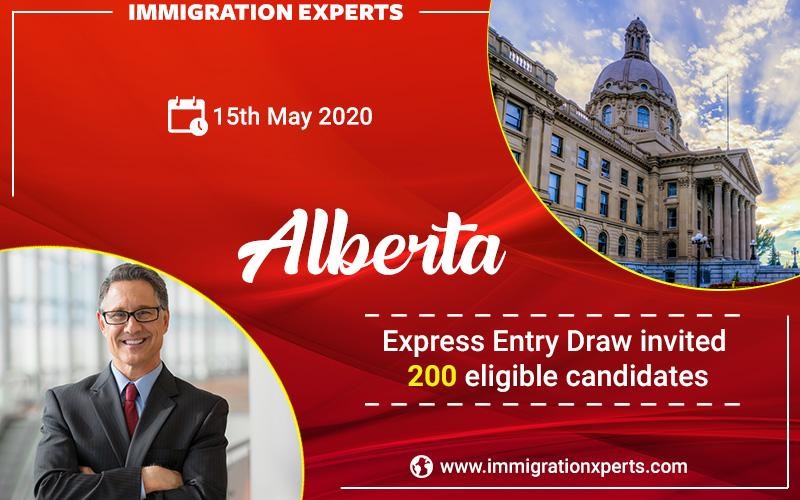 IMMIGRATION EXPERTS
15th May 2020
Alberta
Express Entry Draw invited
200 eligible candidates
www.immigrationxperts.com